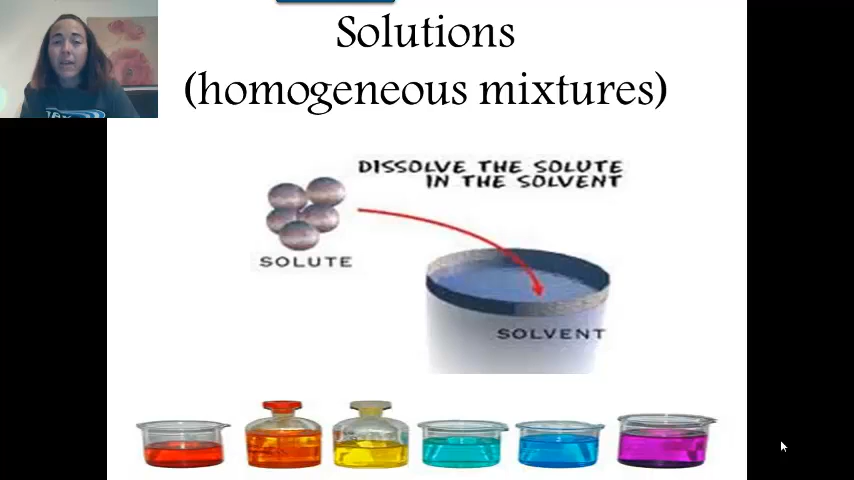 Solutions
(homogeneous mixtures)
DISSOLVE THE SOLUTE
IN THE SOLVENT
SOLUTE
SOLVENT